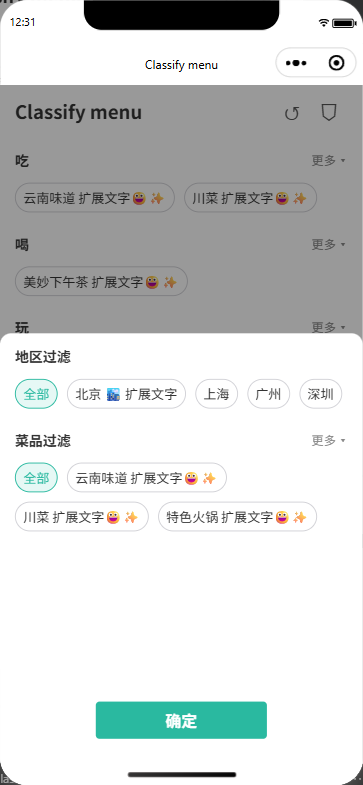 12:31
Classify menu
Classify menu
吃 更多
云南味道 扩展文字😀 ✨ 川菜 扩展文字😀 ✨
喝 更多
美妙下午茶 扩展文字😀 ✨
玩 更多
地区过滤
全部 北京 🌃 扩展文字 上海 广州 深圳
菜品过滤 更多
全部 云南味道 扩展文字😀 ✨
川菜 扩展文字😀 ✨ 特色火锅 扩展文字😀 ✨
确定